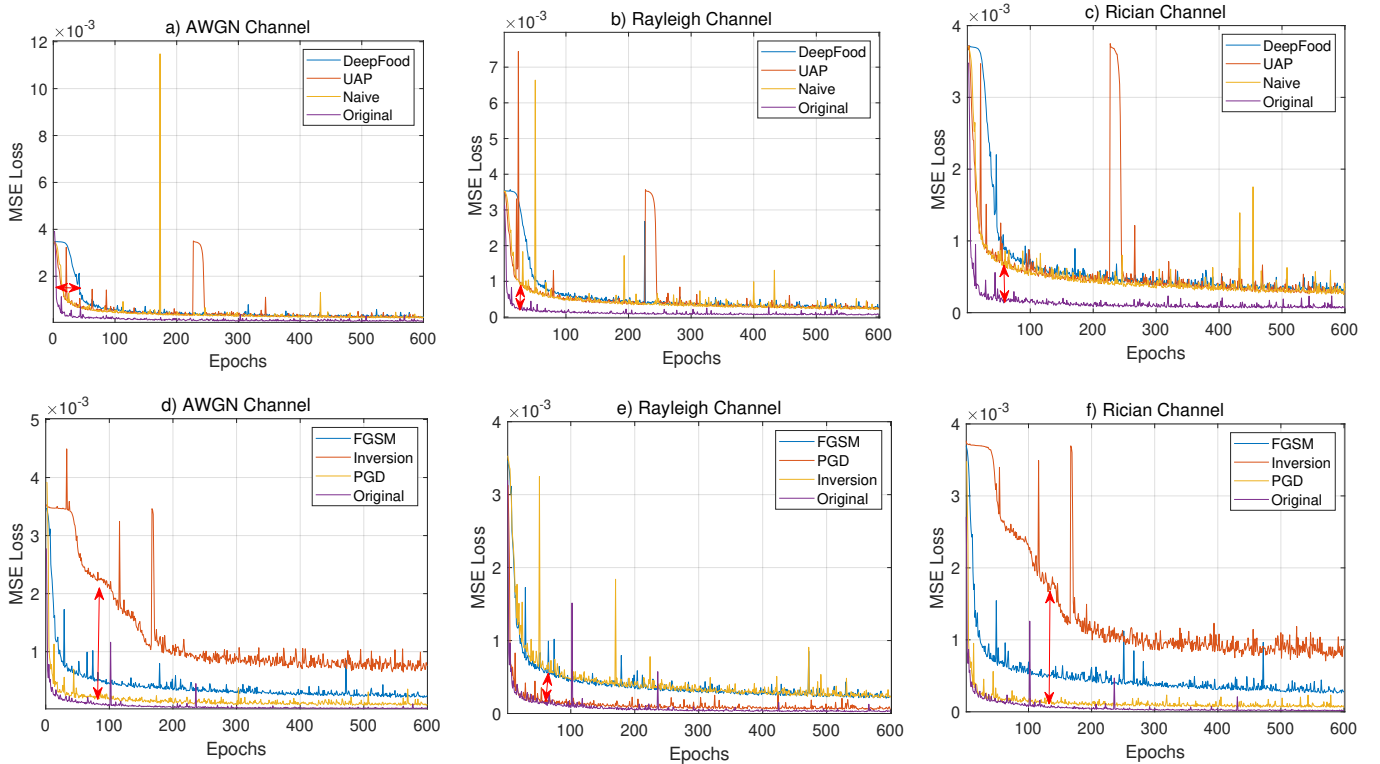 a) AWGN Channel
×10⁻³
12
10
8
6
4
2
MSE Loss
0 100 200 300 400 500 600
Epochs
DeepFood
UAP
Naive
Original
b) Rayleigh Channel
×10⁻³
7
6
5
4
3
2
1
0
MSE Loss
100 200 300 400 500 600
Epochs
DeepFood
UAP
Naive
Original
c) Rician Channel
×10⁻³
4
3
2
1
0
MSE Loss
100 200 300 400 500 600
Epochs
DeepFood
UAP
Naive
Original
d) AWGN Channel
×10⁻³
5
4
3
2
1
MSE Loss
0 100 200 300 400 500 600
Epochs
FGSM
Inversion
PGD
Original
e) Rayleigh Channel
×10⁻³
4
3
2
1
0
MSE Loss
100 200 300 400 500 600
Epochs
FGSM
PGD
Inversion
Original
f) Rician Channel
×10⁻³
4
3
2
1
0
MSE Loss
100 200 300 400 500 600
Epochs
FGSM
Inversion
PGD
Original